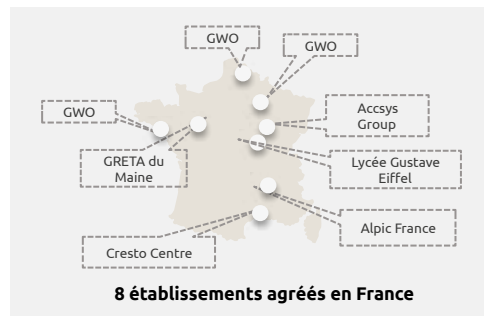 GWO
GWO
GWO
Accsys
Group
GRETA du
Maine
Lycée Gustave
Eiffel
Alpic France
Cresto Centre
8 établissements agréés en France